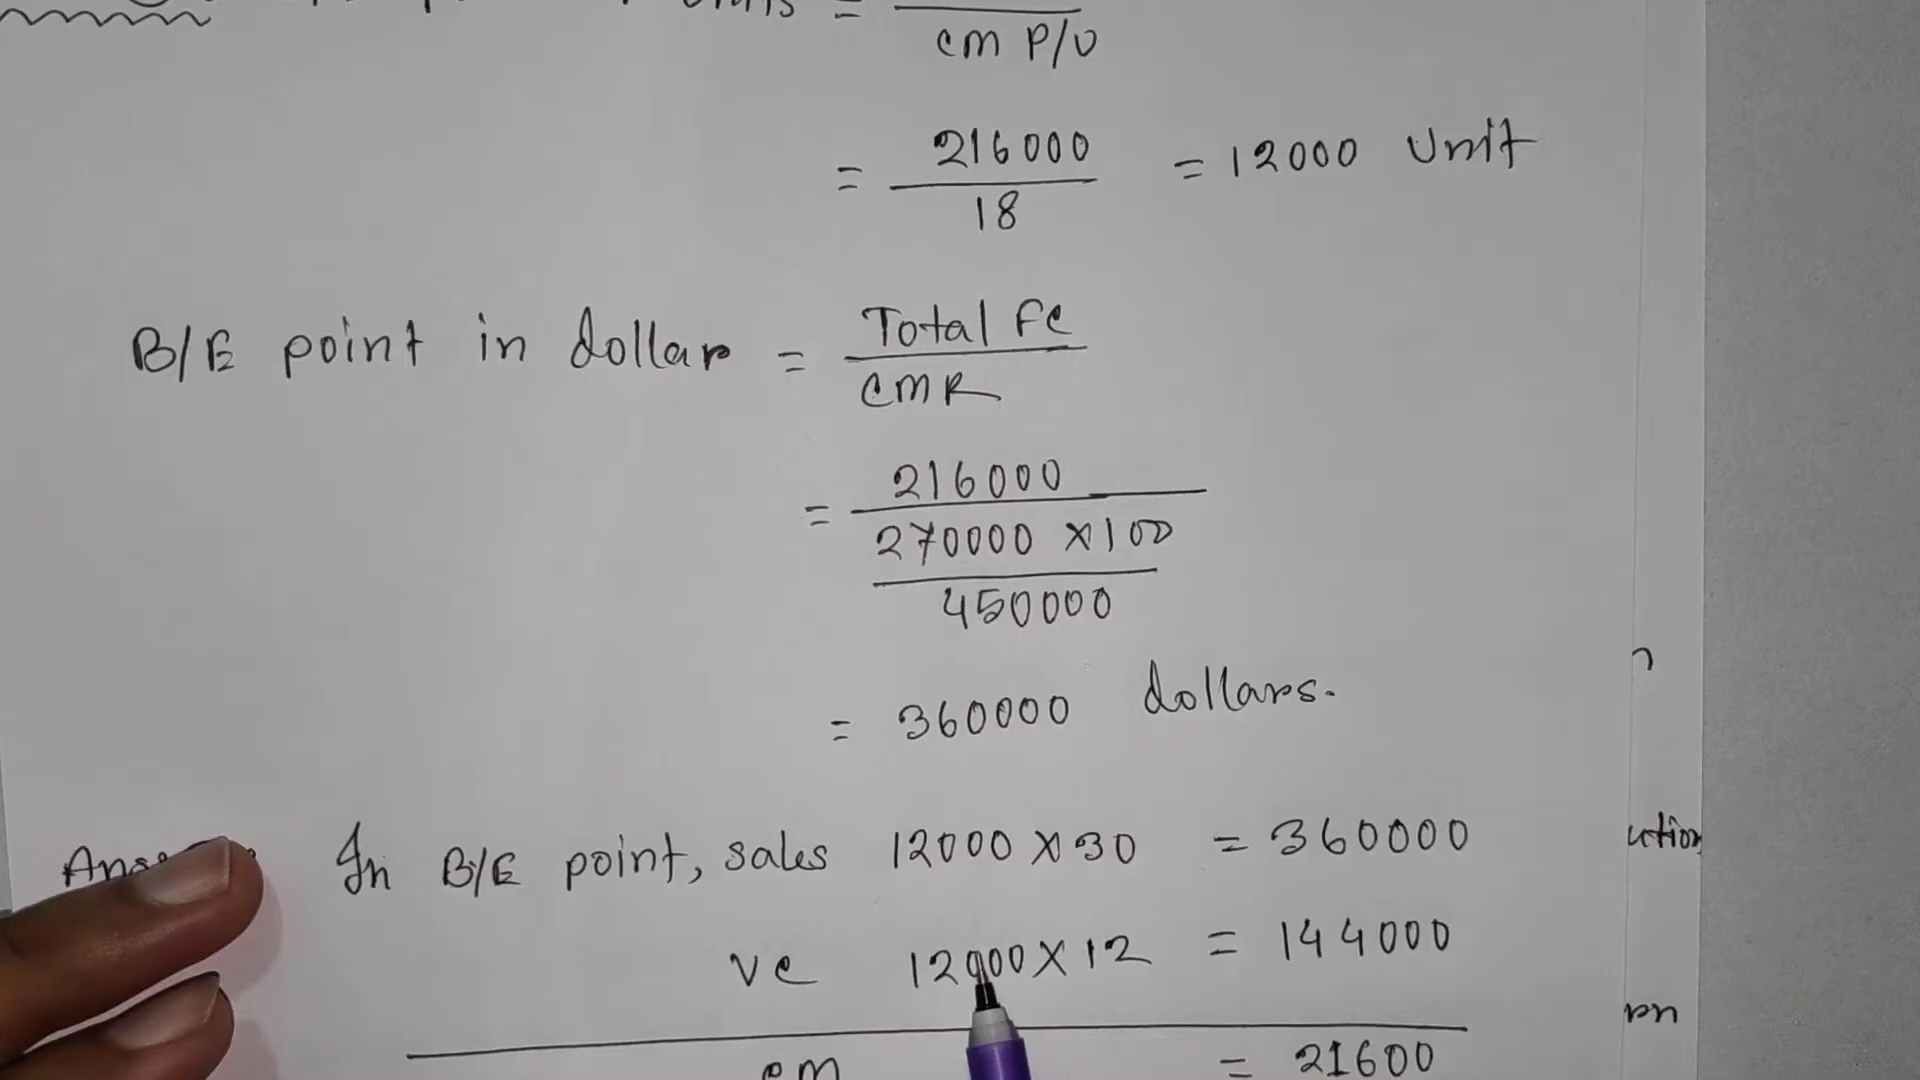 =
cm P/U
= 216000 / 18 = 12000 Unit
B/E point in dollar = Total FC / CMR
= 216000 / 270000 x 100 / 450000
= 360000 dollars.
In B/E point, sales 12000 x 30 = 360000
vc 12000 x 12 = 144000
cm = 21600